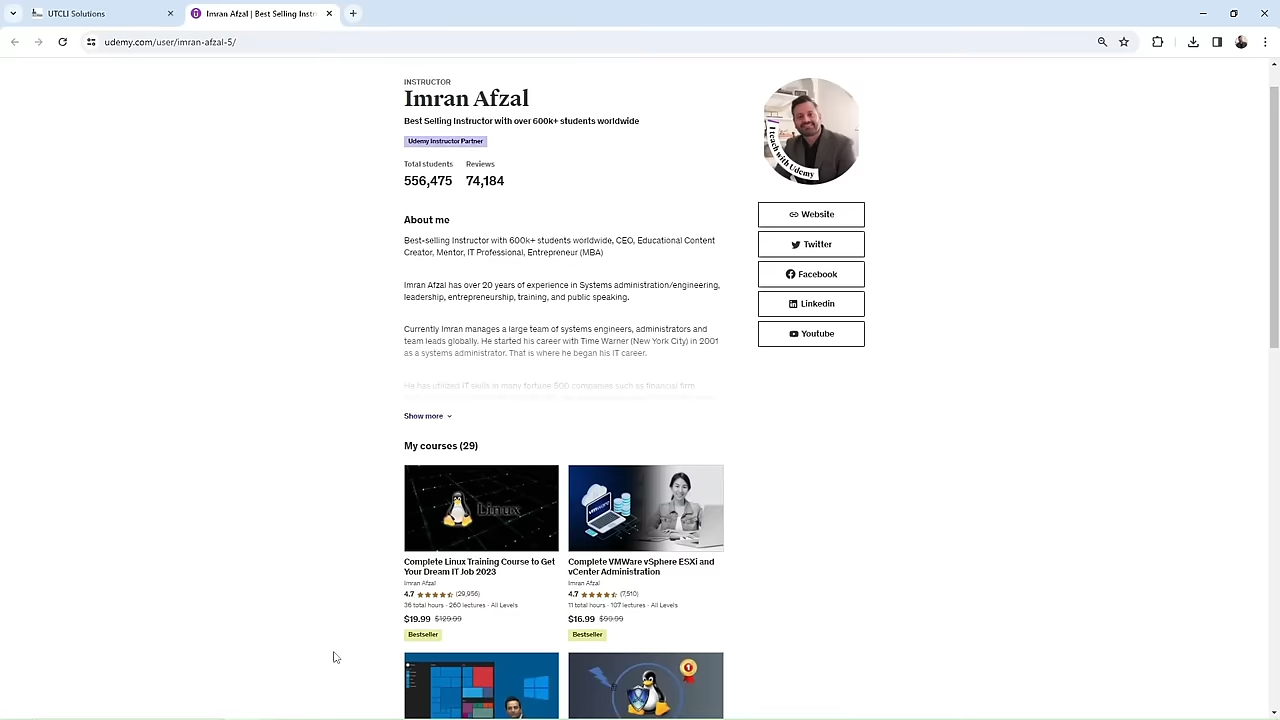 UTCLI Solutions
Imran Afzal | Best Selling Instr
udemy.com/user/imran-afzal-5/
INSTRUCTOR
Imran Afzal
Best Selling Instructor with over 600k+ students worldwide
Udemy Instructor Partner
Total students
Reviews
556,475
74,184
teach with Udemy
Website
Twitter
Facebook
Linkedin
Youtube
About me
Best-selling Instructor with 600k+ students worldwide, CEO, Educational Content
Creator, Mentor, IT Professional, Entrepreneur (MBA)
Imran Afzal has over 20 years of experience in Systems administration/engineering,
leadership, entrepreneurship, training, and public speaking.
Currently Imran manages a large team of systems engineers, administrators and
team leads globally. He started his career with Time Warner (New York City) in 2001
as a systems administrator. That is where he began his IT career.
He has utilized IT skills in many fortune 500 companies such as financial firm
Show more
My courses (29)
Linux
vmware
Complete Linux Training Course to Get
Your Dream IT Job 2023
Imran Afzal
4.7 (29,956)
36 total hours · 260 lectures · All Levels
$19.99 $129.99
Bestseller
Complete VMWare vSphere ESXi and
vCenter Administration
Imran Afzal
4.7 (7,510)
11 total hours · 107 lectures · All Levels
$16.99 $99.99
Bestseller
1